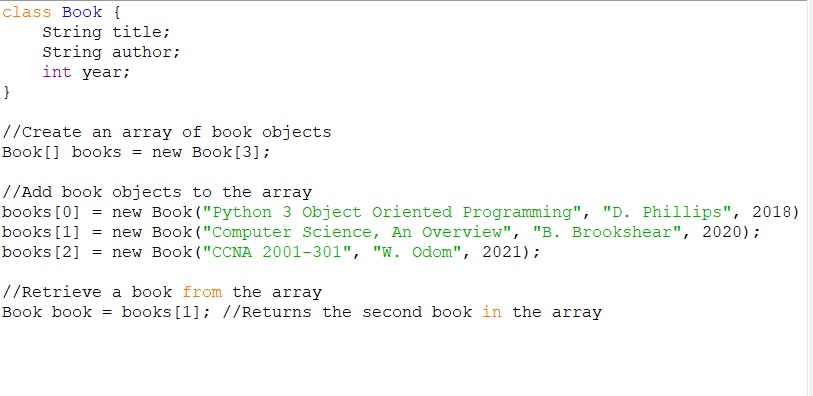 class Book {
    String title;
    String author;
    int year;
}

//Create an array of book objects
Book[] books = new Book[3];

//Add book objects to the array
books[0] = new Book("Python 3 Object Oriented Programming", "D. Phillips", 2018)
books[1] = new Book("Computer Science, An Overview", "B. Brookshear", 2020);
books[2] = new Book("CCNA 2001-301", "W. Odom", 2021);

//Retrieve a book from the array
Book book = books[1]; //Returns the second book in the array